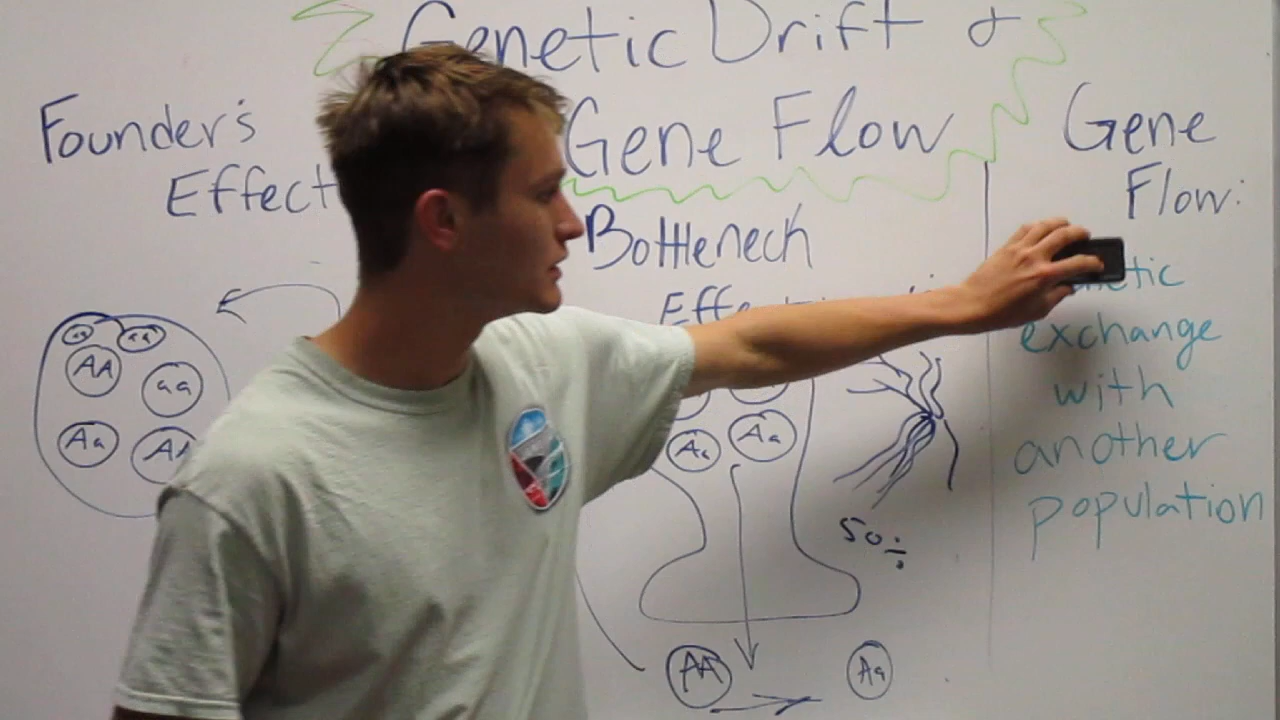 Genetic Drift &
Gene Flow
Founder's
Effect
aa aa
AA aa
Aa
Bottleneck
Aa Aa
50%
AA Aa
Gene
Flow:
exchange
with
another
population